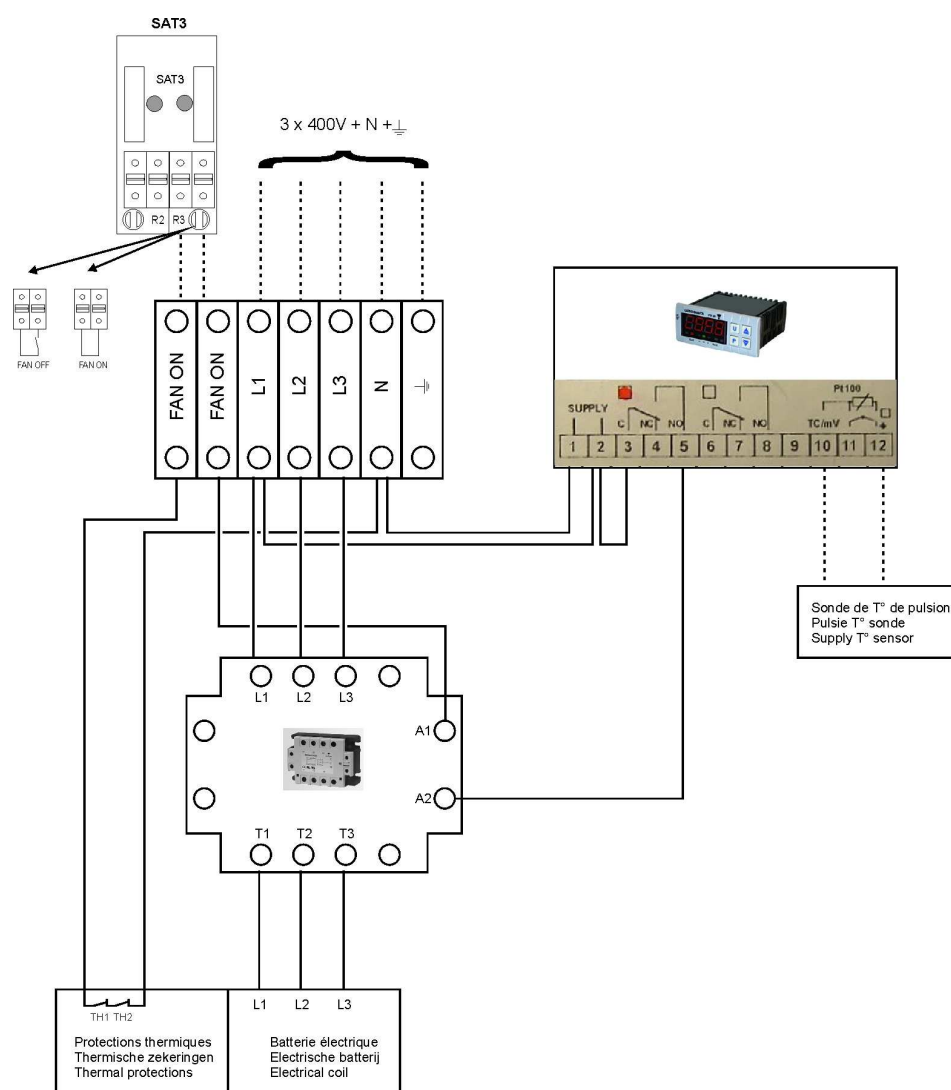 SAT3
SAT3
R2 R3
3 x 400V + N +
FAN OFF
FAN ON
FAN ON
FAN ON
L1
L2
L3
N
SUPPLY
C NC NO
C NC NO
Pt100
TC/mV
+
1 2 3 4 5 6 7 8 9 10 11 12
Sonde de T° de pulsion
Pulsie T° sonde
Supply T° sensor
L1 L2 L3
A1
A2
T1 T2 T3
TH1 TH2
Protections thermiques
Thermische zekeringen
Thermal protections
L1 L2 L3
Batterie électrique
Electrische batterij
Electrical coil